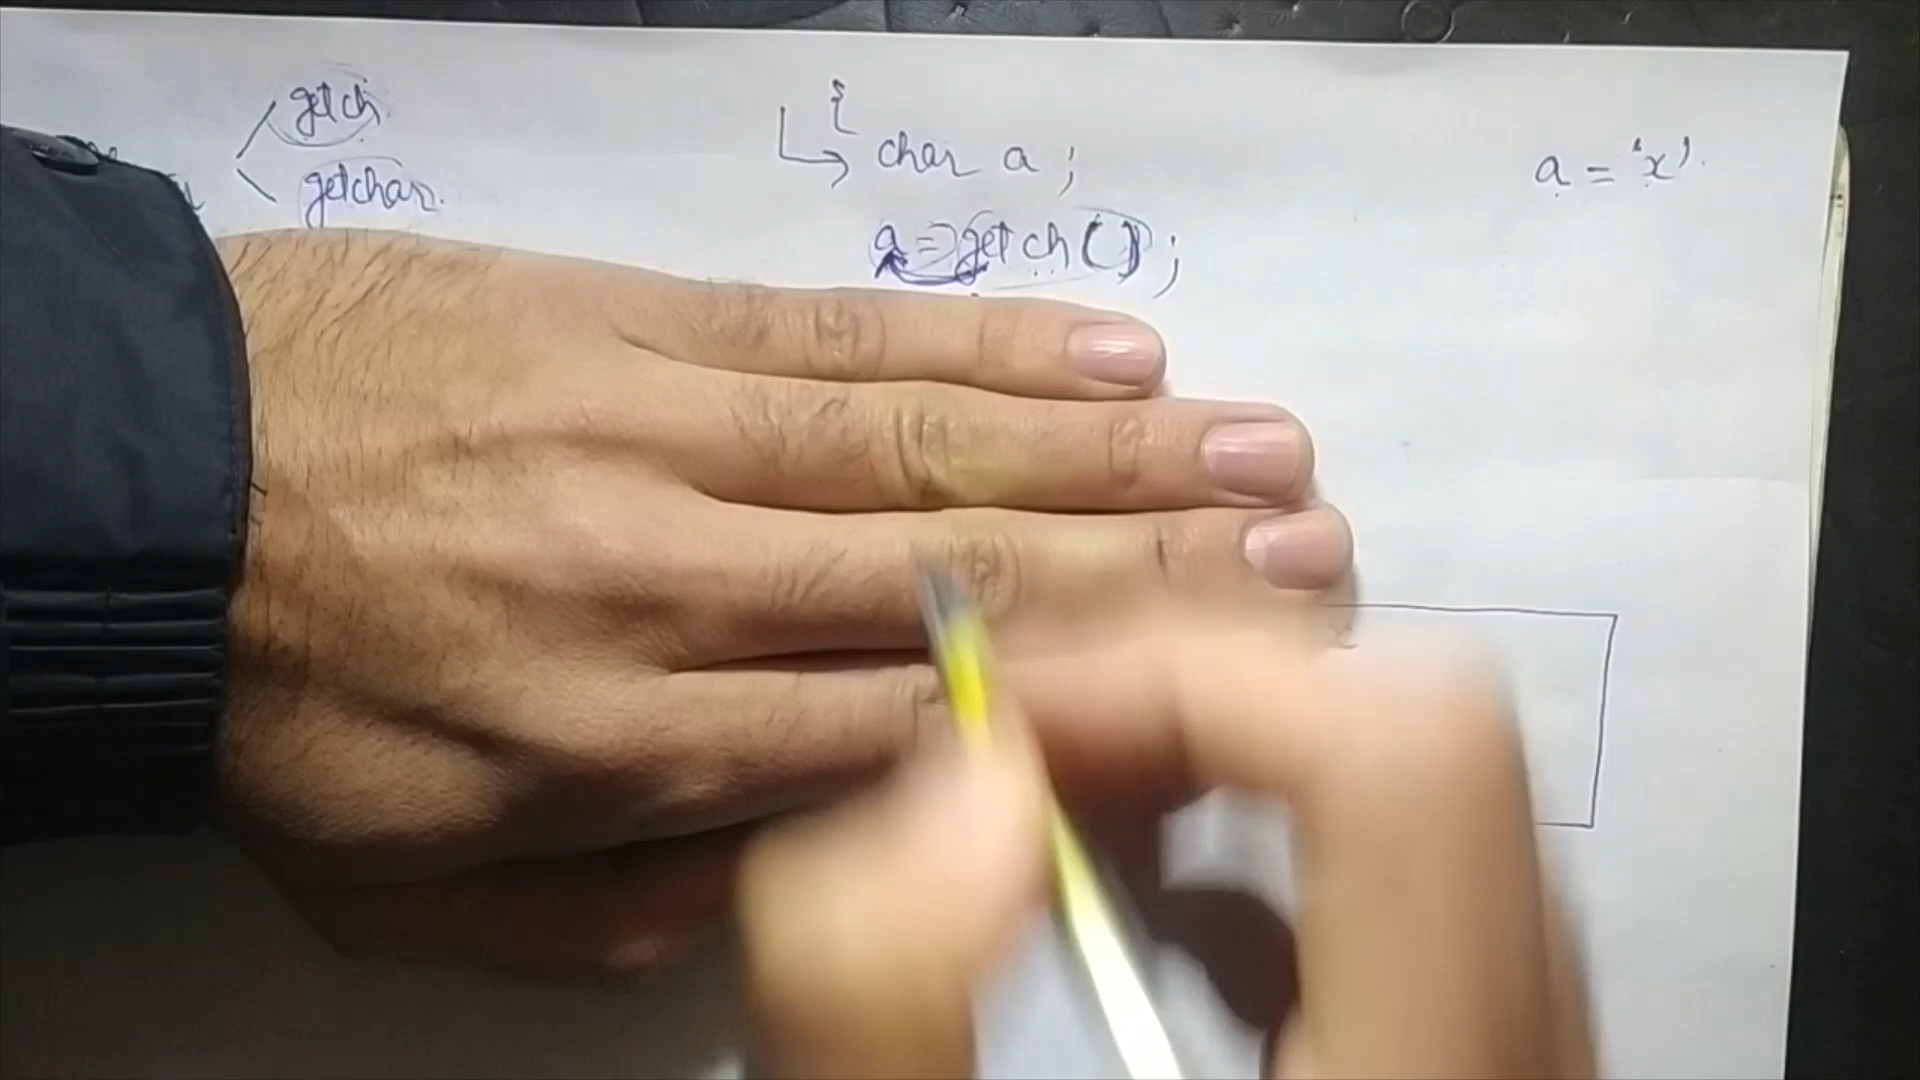 getch
getchar.
{
char a ;
a = getch() ;
a = 'x'.